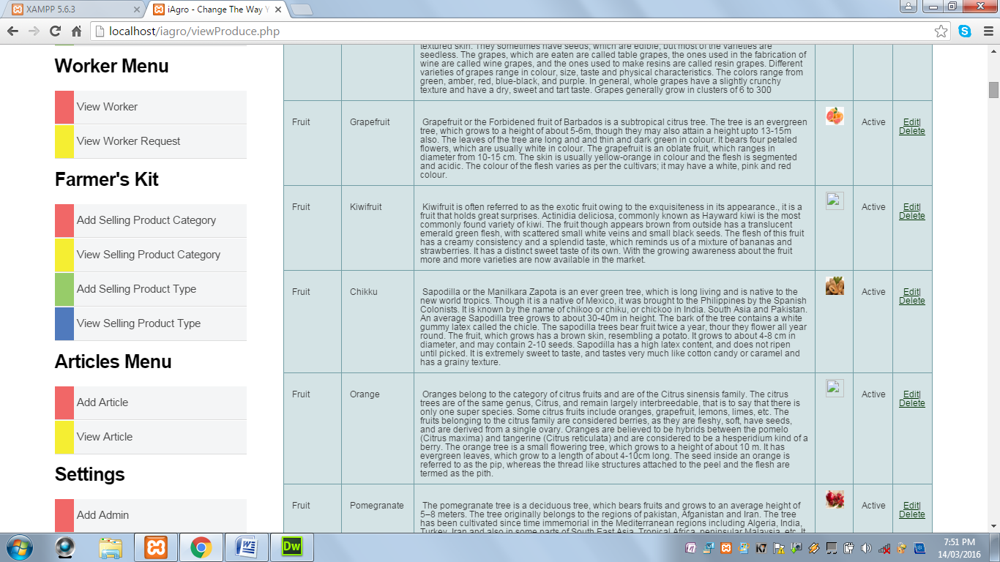 XAMPP 5.6.3
iAgro - Change The Way Y
localhost/iagro/viewProduce.php
Worker Menu
View Worker
View Worker Request
Farmer's Kit
Add Selling Product Category
View Selling Product Category
Add Selling Product Type
View Selling Product Type
Articles Menu
Add Article
View Article
Settings
Add Admin
textured skin. They sometimes have seeds, which are edible, but most of the varieties are
seedless. The grapes, which are eaten are called table grapes, the ones used in the fabrication of
wine are called wine grapes, and the ones used to make resins are called resin grapes. Different
varieties of grapes range in colour, size, taste and physical characteristics. The colors range from
green, amber, red, blue-black, and purple. In general, whole grapes have a slightly crunchy
texture and have a dry, sweet and tart taste. Grapes generally grow in clusters of 6 to 300
Fruit
Grapefruit
Grapefruit or the Forbidened fruit of Barbados is a subtropical citrus tree. The tree is an evergreen
tree, which grows to a height of about 5-6m, though they may also attain a height upto 13-15m
also. The leaves of the tree are long and and thin and dark green in colour. It bears four petaled
flowers, which are usually white in colour. The grapefruit is an oblate fruit, which ranges in
diameter from 10-15 cm. The skin is usually yellow-orange in colour and the flesh is segmented
and acidic. The colour of the flesh varies as per the cultivars; it may have a white, pink and red
colour.
Active
Edit|
Delete
Fruit
Kiwifruit
Kiwifruit is often referred to as the exotic fruit owing to the exquisiteness in its appearance., it is a
fruit that holds great surprises. Actinidia deliciosa, commonly known as Hayward kiwi is the most
commonly found variety of kiwi. The fruit though appears brown from outside has a translucent
emerald green flesh, with scattered small white veins and small black seeds. The flesh of this fruit
has a creamy consistency and a splendid taste, which reminds us of a mixture of bananas and
strawberries. It has a distinct sweet taste of its own. With the growing awareness about the fruit
more and more varieties are now available in the market.
Active
Edit|
Delete
Fruit
Chikku
Sapodilla or the Manilkara Zapota is an ever green tree, which is long living and is native to the
new world tropics. Though it is a native of Mexico, it was brought to the Philippines by the Spanish
Colonists. It is known by the name of chikoo or chiku, or chickoo in India. South Asia and Pakistan.
An average Sapodilla tree grows to about 30-40m in height. The bark of the tree contains a white
gummy latex called the chicle. The sapodilla trees bear fruit twice a year, thour they flower all year
round. The fruit, which grows has a brown skin, resembling a potato. It grows to about 4-8 cm in
diameter, and may contain 2-10 seeds. Sapodilla has a high latex content, and does not ripen
until picked. It is extremely sweet to taste, and tastes very much like cotton candy or caramel and
has a grainy texture.
Active
Edit|
Delete
Fruit
Orange
Oranges belong to the category of citrus fruits and are of the Citrus sinensis family. The citrus
trees are of the same genus, Citrus, and remain largely interbreedable, that is to say that there is
only one super species. Some citrus fruits include oranges, grapefruit, lemons, limes, etc. The
fruits belonging to the citrus family are considered berries, as they are fleshy, soft, have seeds,
and are derived from a single ovary. Oranges are believed to be hybrids between the pomelo
(Citrus maxima) and tangerine (Citrus reticulata) and are considered to be a hesperidium kind of a
berry. The orange tree is a small flowering tree, which grows to a height of about 10 m. It has
evergreen leaves, which grow to a length of about 4-10cm long. The seed inside an orange is
referred to as the pip, whereas the thread like structures attached to the peel and the flesh are
termed as the pith.
Active
Edit|
Delete
Fruit
Pomegranate
The pomegranate tree is a deciduous tree, which bears fruits and grows to an average height of
5–8 meters. The tree originally belongs to the regions of pakistan, Afganistan and Iran. The tree
has been cultivated since time immemorial in the Mediterranean regions including Algeria, India,
Turkey, Iran and also in some parts of South East Asia, Tropical Africa, peninsular Malaysia, etc. It
Active
Edit|
Delete
Dw
7:51 PM
14/03/2016